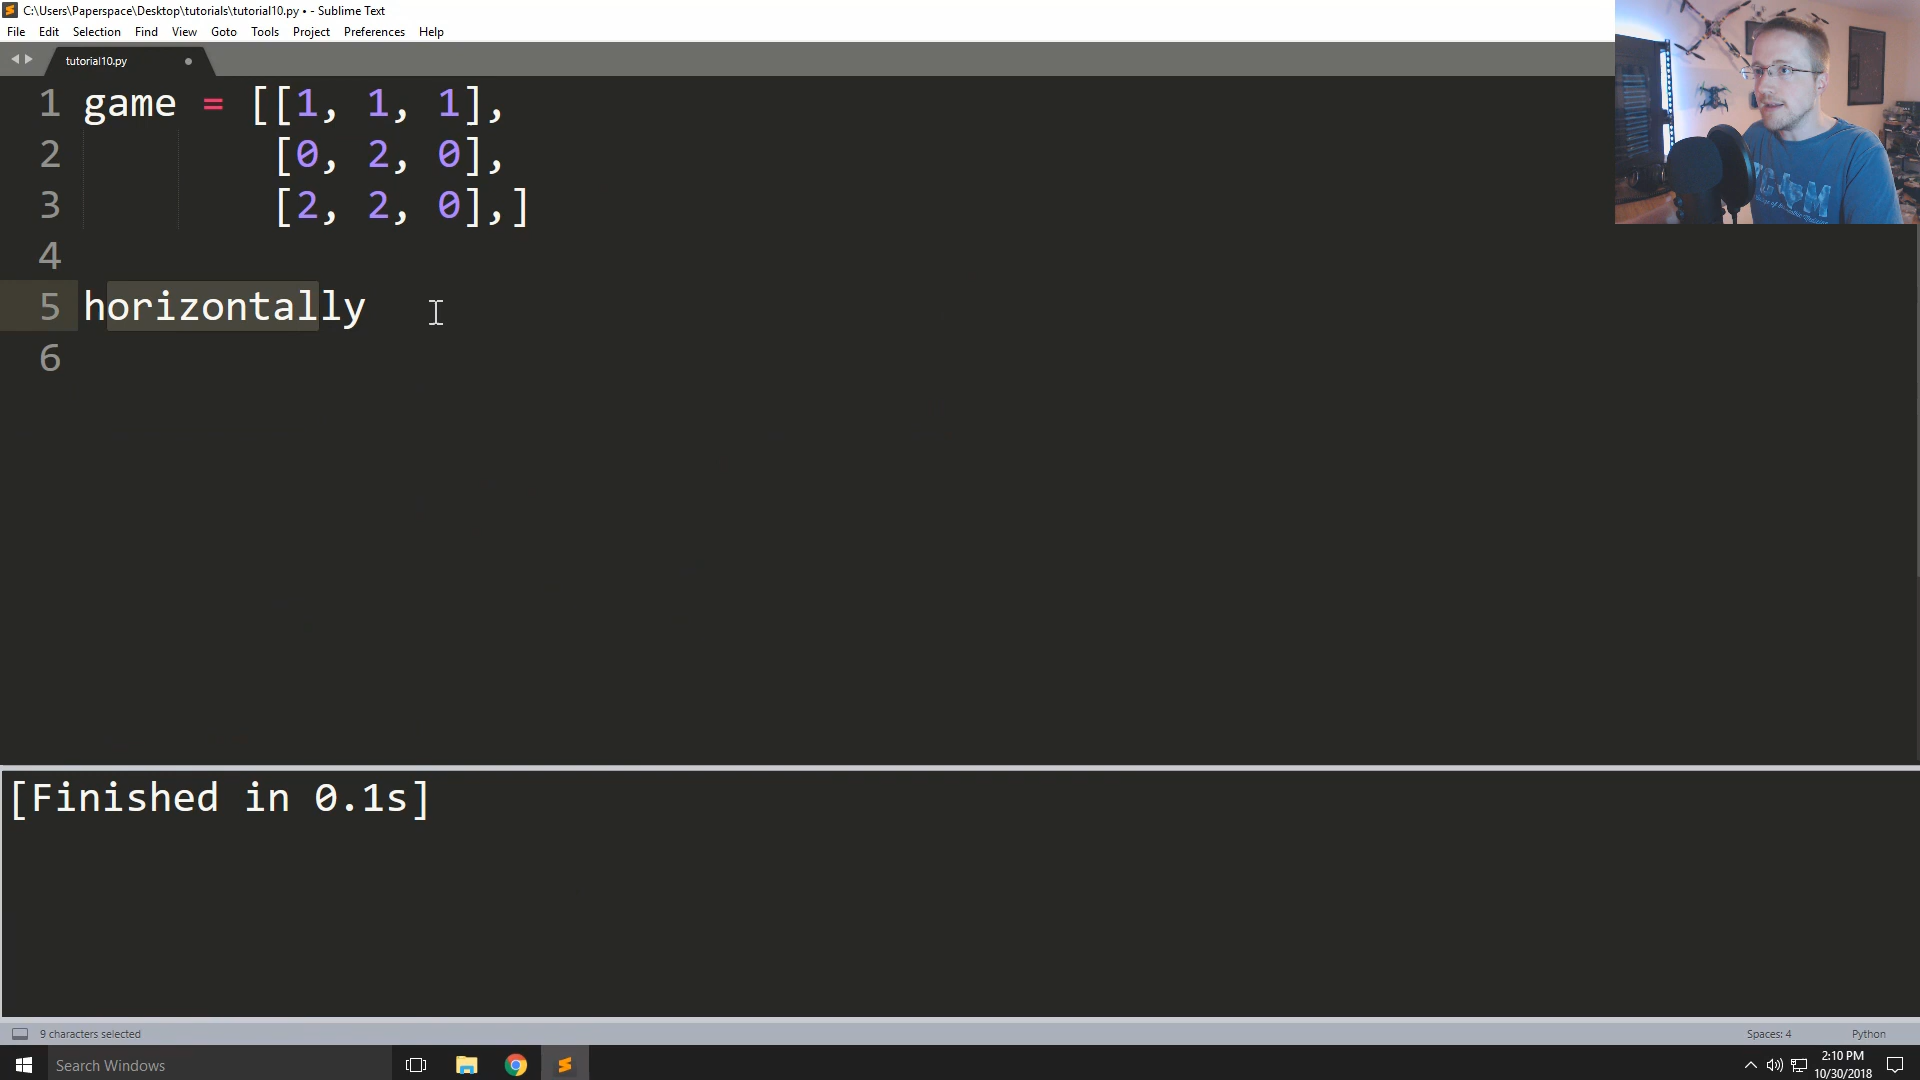 C:\Users\Paperspace\Desktop\tutorials\tutorial10.py • - Sublime Text
File Edit Selection Find View Goto Tools Project Preferences Help
tutorial10.py
1 game = [[1, 1, 1],
2 [0, 2, 0],
3 [2, 2, 0],]
4
5 horizontally
6
[Finished in 0.1s]
9 characters selected Spaces: 4 Python
Search Windows
2:10 PM
10/30/2018